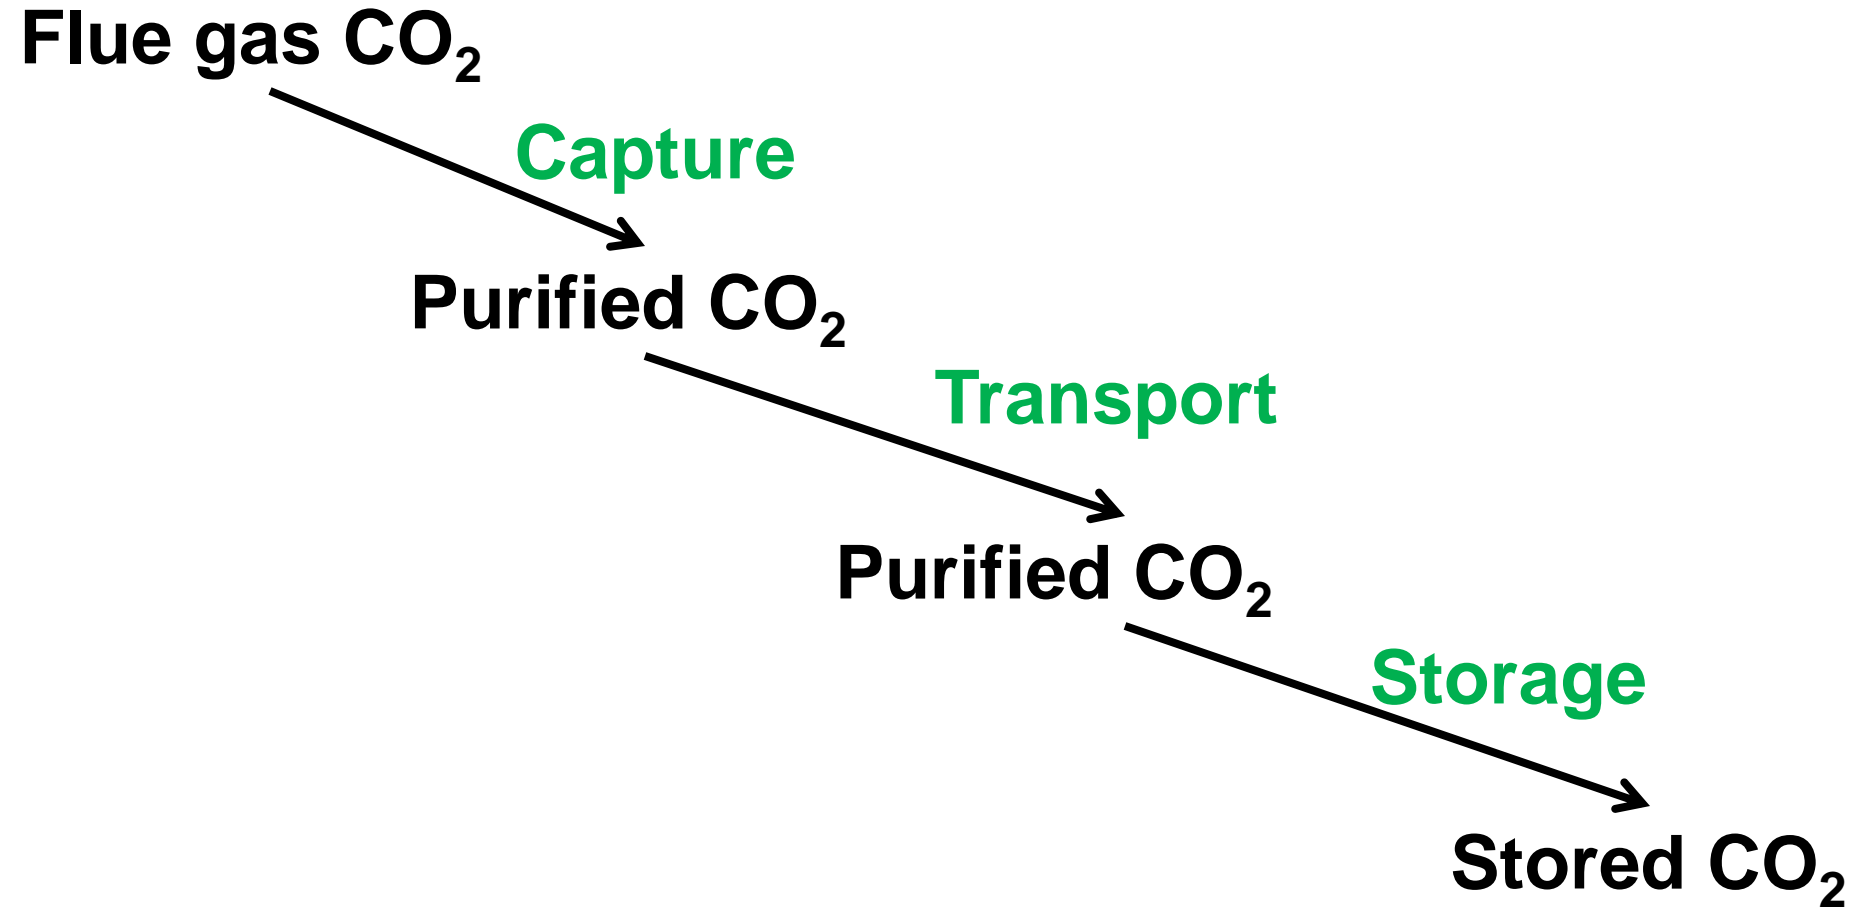 Flue gas CO₂
Capture
Purified CO₂
Transport
Purified CO₂
Storage
Stored CO₂